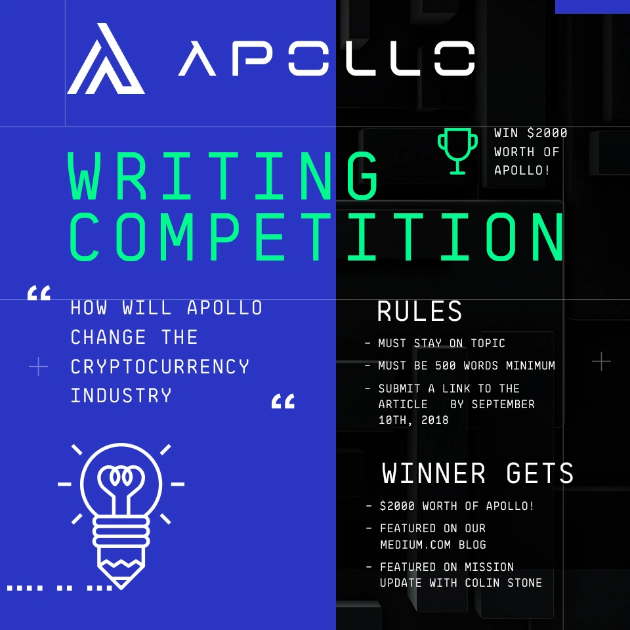 APOLLO
WIN $2000
WORTH OF
APOLLO!
WRITING
COMPETITION
“ HOW WILL APOLLO
CHANGE THE
CRYPTOCURRENCY
INDUSTRY “
RULES
- MUST STAY ON TOPIC
- MUST BE 500 WORDS MINIMUM
- SUBMIT A LINK TO THE
ARTICLE BY SEPTEMBER
10TH, 2018
WINNER GETS
- $2000 WORTH OF APOLLO!
- FEATURED ON OUR
MEDIUM.COM BLOG
- FEATURED ON MISSION
UPDATE WITH COLIN STONE